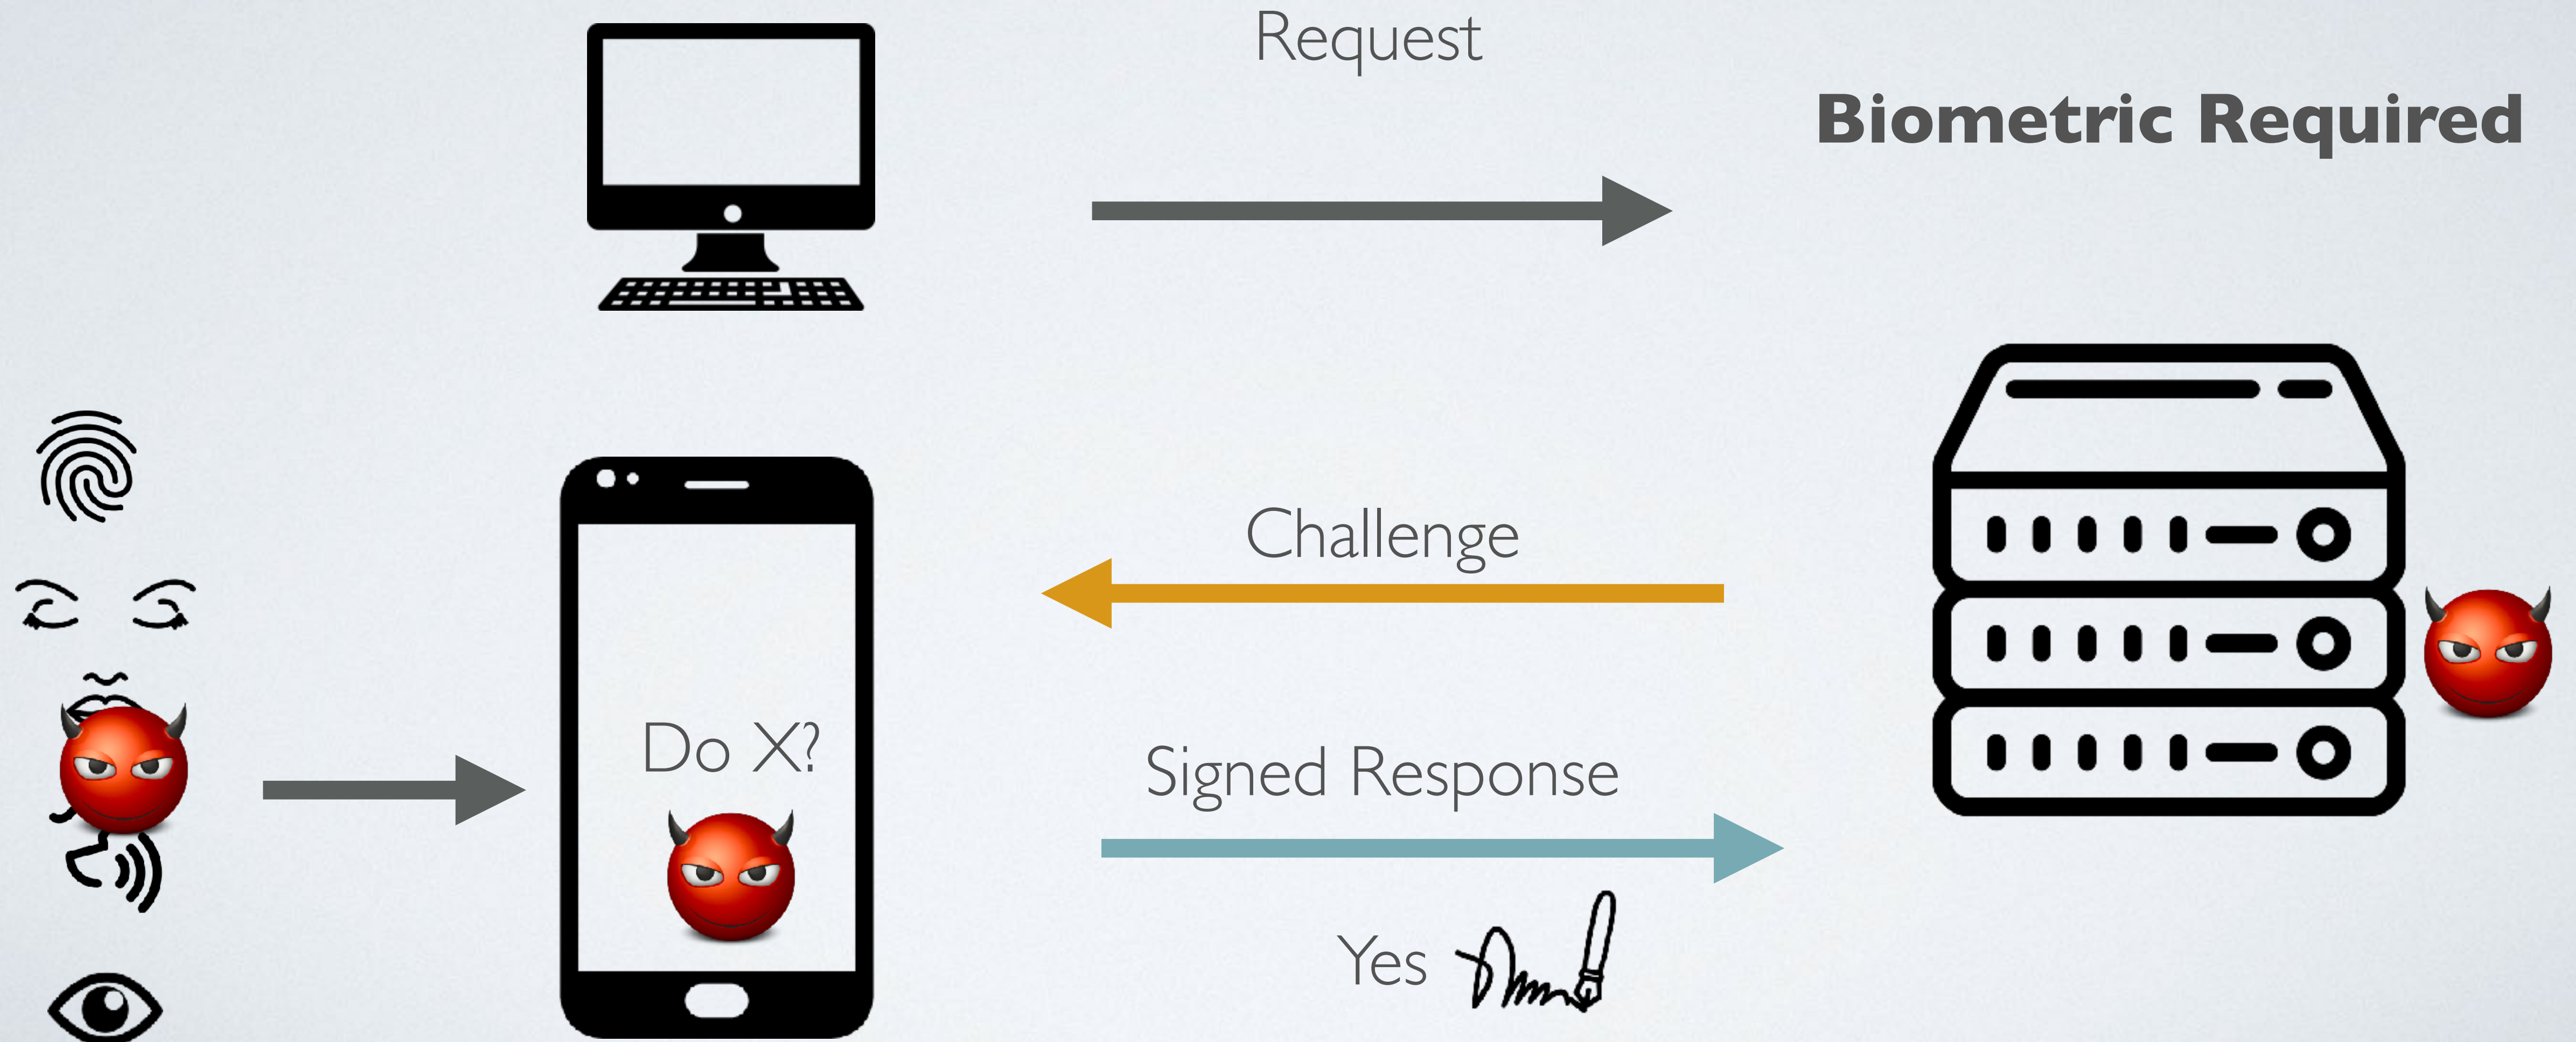 Request
Biometric Required
Challenge
Do X?
Signed Response
Yes